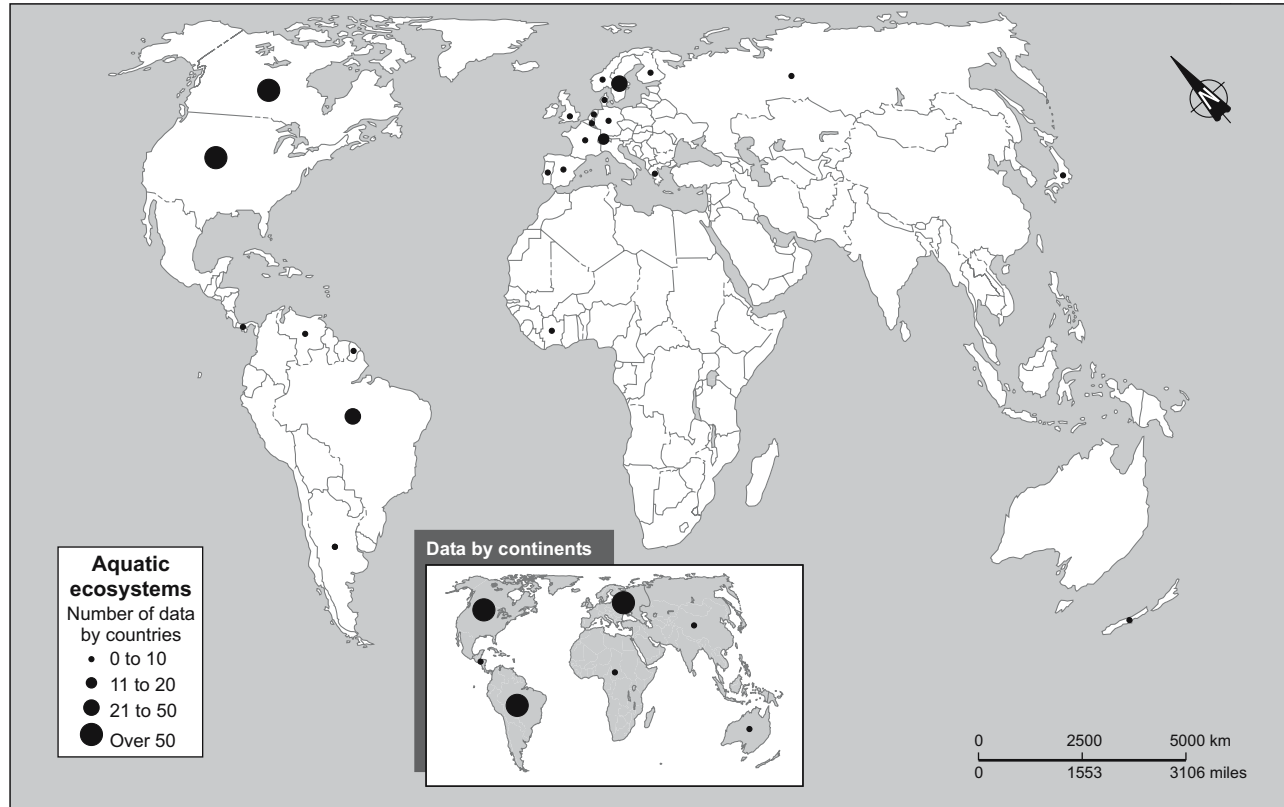 N
Data by continents
Aquatic
ecosystems
Number of data
by countries
0 to 10
11 to 20
21 to 50
Over 50
0 2500 5000 km
0 1553 3106 miles